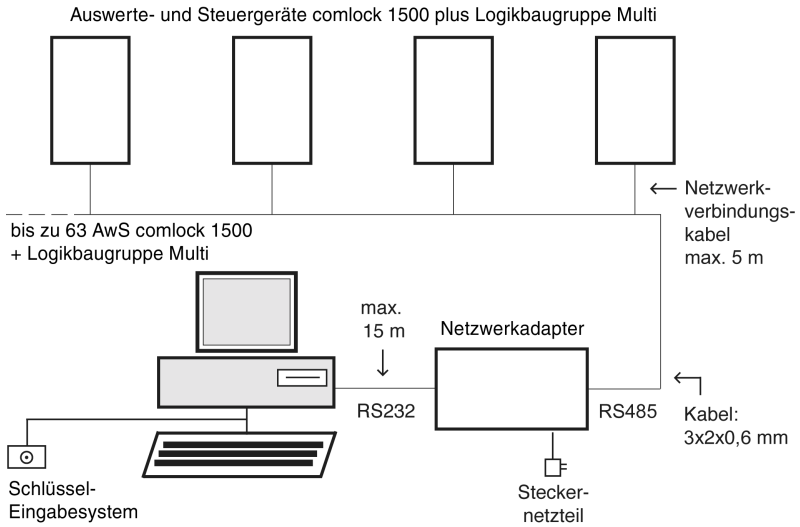 Auswerte- und Steuergeräte comlock 1500 plus Logikbaugruppe Multi
Netzwerk-
verbindungs-
kabel
max. 5 m
bis zu 63 AwS comlock 1500
+ Logikbaugruppe Multi
max.
15 m
Netzwerkadapter
RS232
RS485
Kabel:
3x2x0,6 mm
Schlüssel-
Eingabesystem
Stecker-
netzteil